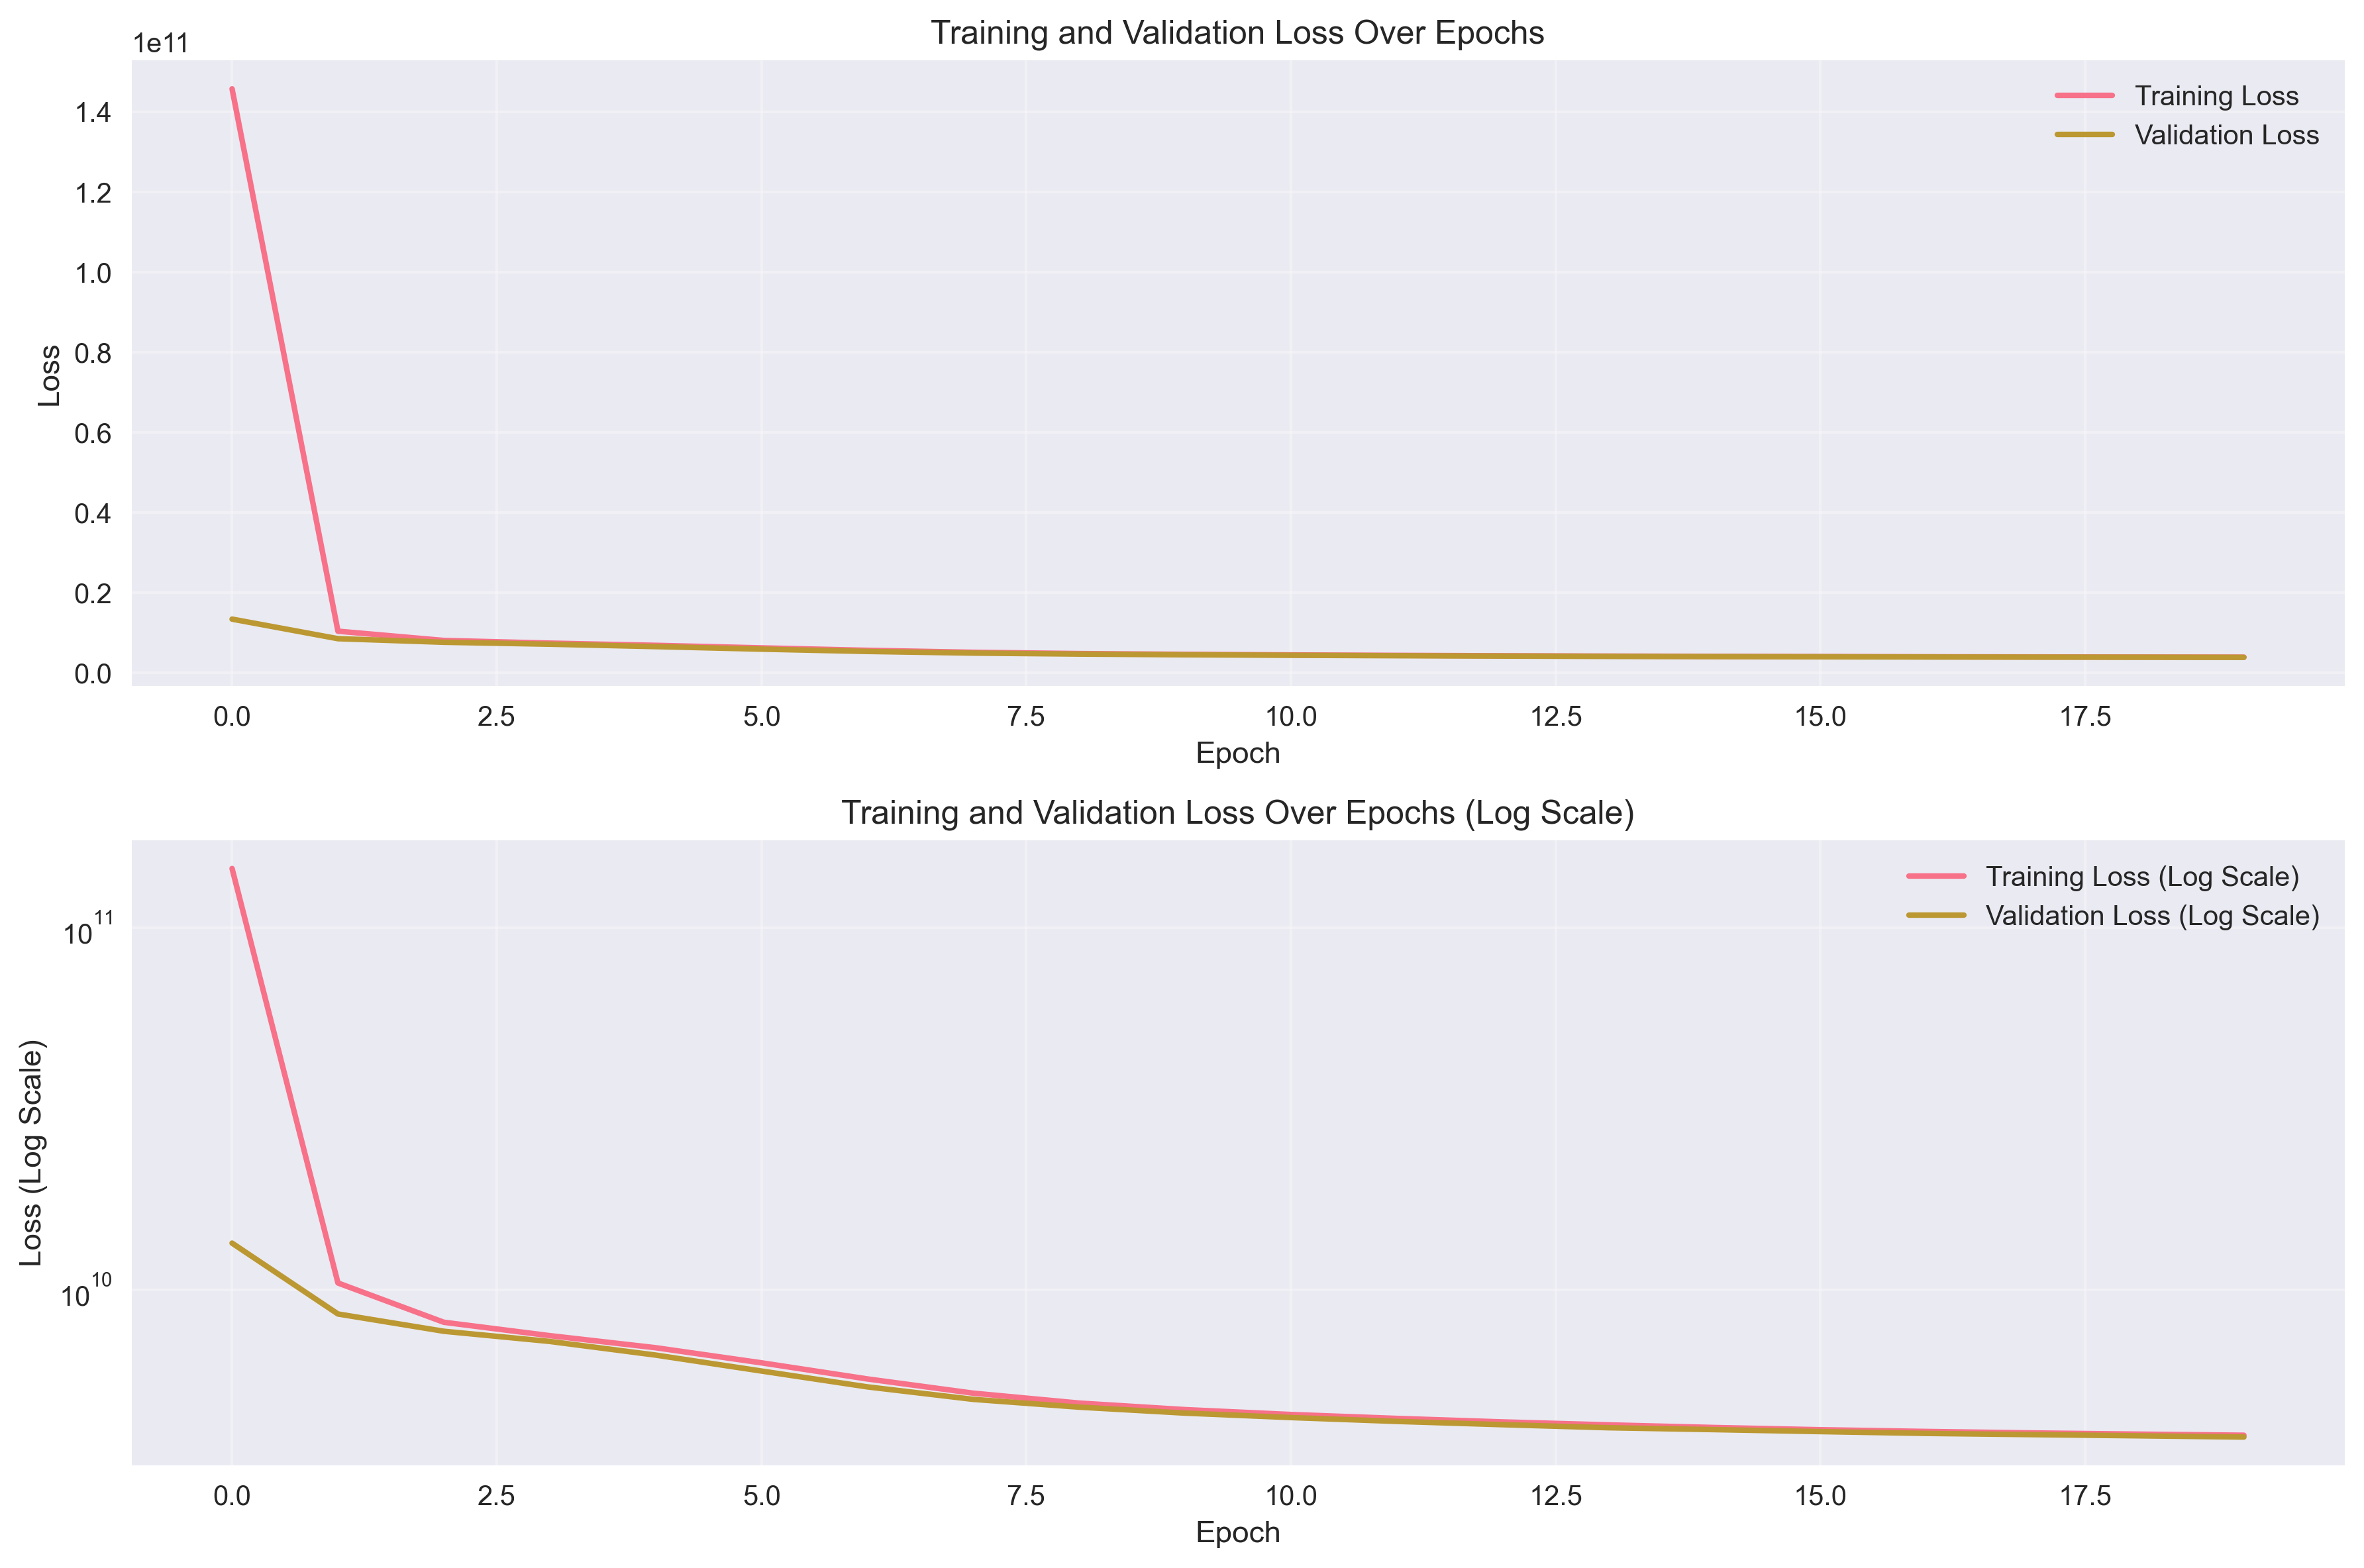 Training and Validation Loss Over Epochs
1e11
Training Loss
Validation Loss
1.4
1.2
1.0
0.8
0.6
0.4
0.2
0.0
Loss
0.0 2.5 5.0 7.5 10.0 12.5 15.0 17.5
Epoch
Training and Validation Loss Over Epochs (Log Scale)
Training Loss (Log Scale)
Validation Loss (Log Scale)
10^11
10^10
Loss (Log Scale)
0.0 2.5 5.0 7.5 10.0 12.5 15.0 17.5
Epoch